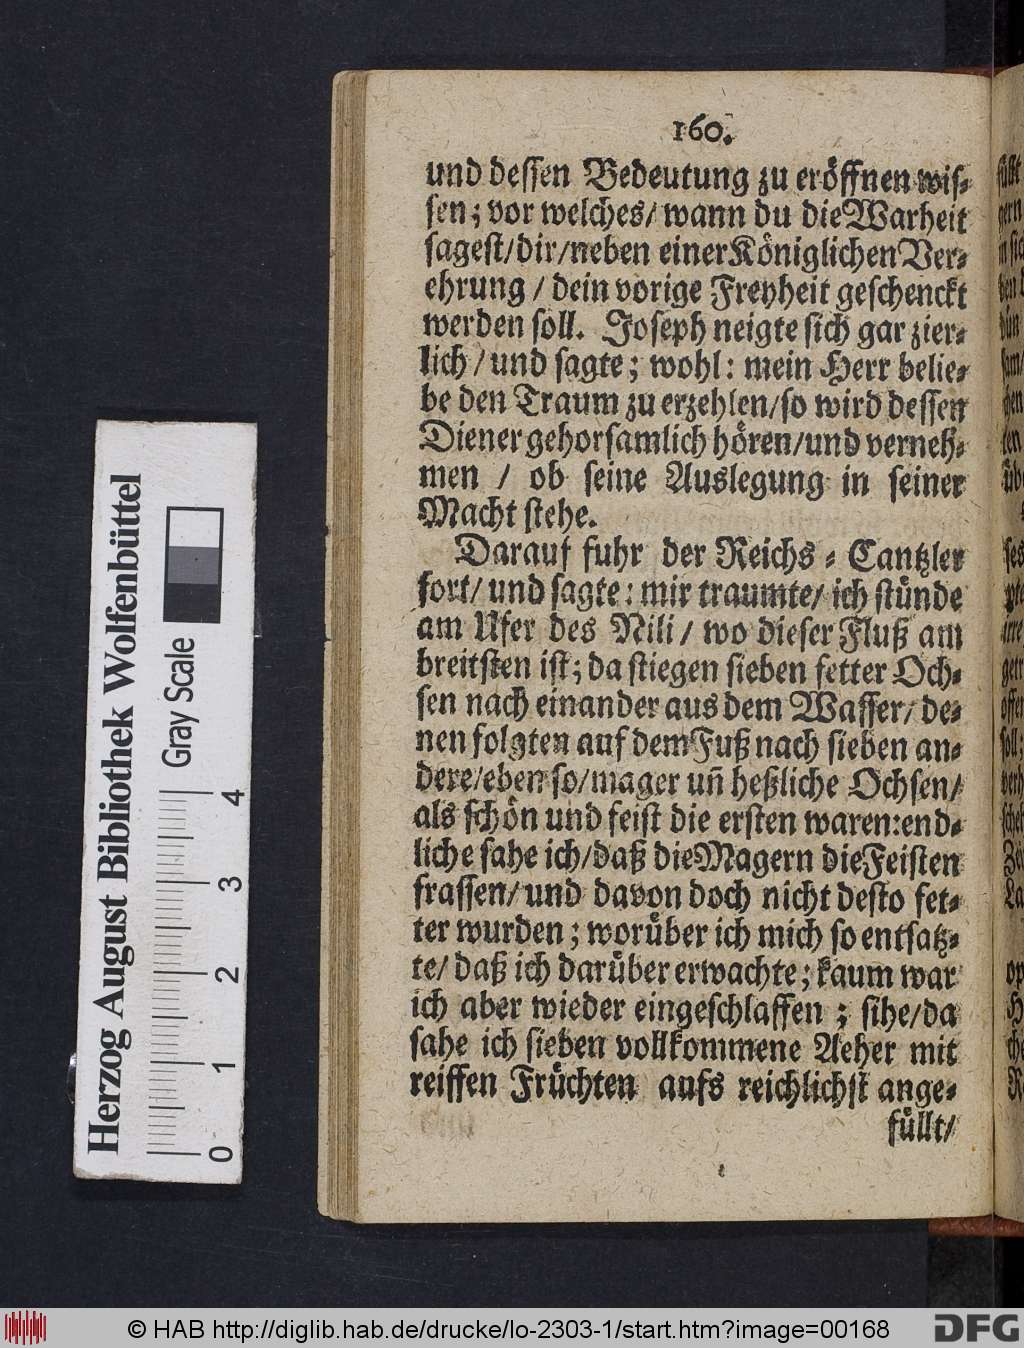 160.
und dessen Bedeutung zu eröffnen wis-
sen; vor welches/ wann du die Warheit
sagest/dir/neben einer Königlichen Ver-
ehrung / dein vorige Freyheit geschenckt
werden soll. Joseph neigte sich gar zier-
lich / und sagte; wohl: mein Herr belie-
be den Traum zu erzehlen/so wird dessen
Diener gehorsamlich hören/und verneh-
men / ob seine Auslegung in seiner
Macht stehe.
Darauf fuhr der Reichs-Cantzler
fort/ und sagte: mir traumte/ ich stünde
am Ufer des Nili / wo dieser Fluß am
breitsten ist; da stiegen sieben fetter Och-
sen nach einander aus dem Wasser/ de-
nen folgten auf dem Fuß nach sieben an-
dere/eben so/mager uñ heßliche Ochsen/
als schön und feist die ersten waren: end-
liche sahe ich/daß die Magern die Feisten
frassen/ und davon doch nicht desto fet-
ter wurden; worüber ich mich so entsatz-
te/ daß ich darüber erwachte; kaum war
ich aber wieder eingeschlaffen ; sihe/da
sahe ich sieben vollkommene Aeher mit
reiffen Früchten aufs reichlichst ange-
füllt/
Herzog August Bibliothek Wolfenbüttel
Gray Scale
0 1 2 3 4
© HAB http://diglib.hab.de/drucke/lo-2303-1/start.htm?image=00168
DFG